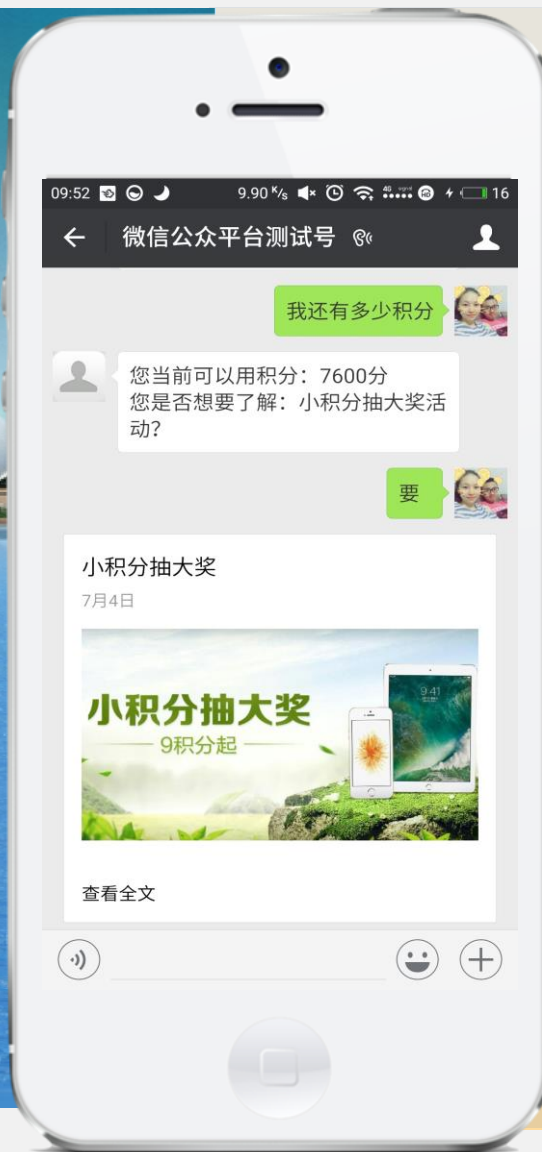 09:52
9.90 K/s
16
微信公众平台测试号
我还有多少积分
您当前可以用积分：7600分
您是否想要了解：小积分抽大奖活
动？
要
小积分抽大奖
7月4日
小积分抽大奖
9积分起
9:41
查看全文